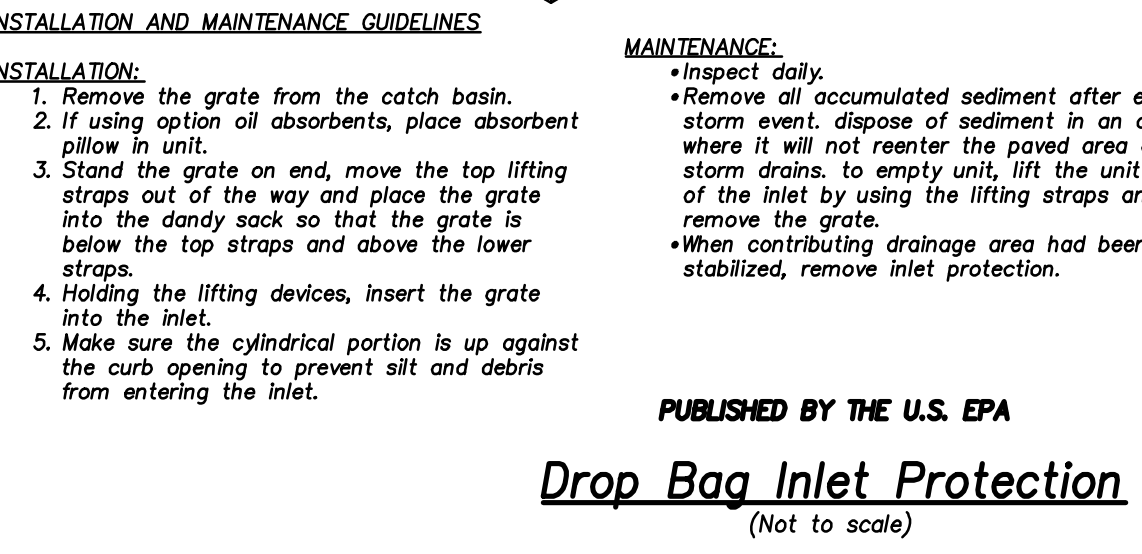 NSTALLATION AND MAINTENANCE GUIDELINES
NSTALLATION:
1. Remove the grate from the catch basin.
2. If using option oil absorbents, place absorbent
pillow in unit.
3. Stand the grate on end, move the top lifting
straps out of the way and place the grate
into the dandy sack so that the grate is
below the top straps and above the lower
straps.
4. Holding the lifting devices, insert the grate
into the inlet.
5. Make sure the cylindrical portion is up against
the curb opening to prevent silt and debris
from entering the inlet.
MAINTENANCE:
•Inspect daily.
•Remove all accumulated sediment after
storm event. dispose of sediment in an
where it will not reenter the paved area
storm drains. to empty unit, lift the unit
of the inlet by using the lifting straps
remove the grate.
•When contributing drainage area had been
stabilized, remove inlet protection.
PUBLISHED BY THE U.S. EPA
Drop Bag Inlet Protection
(Not to scale)